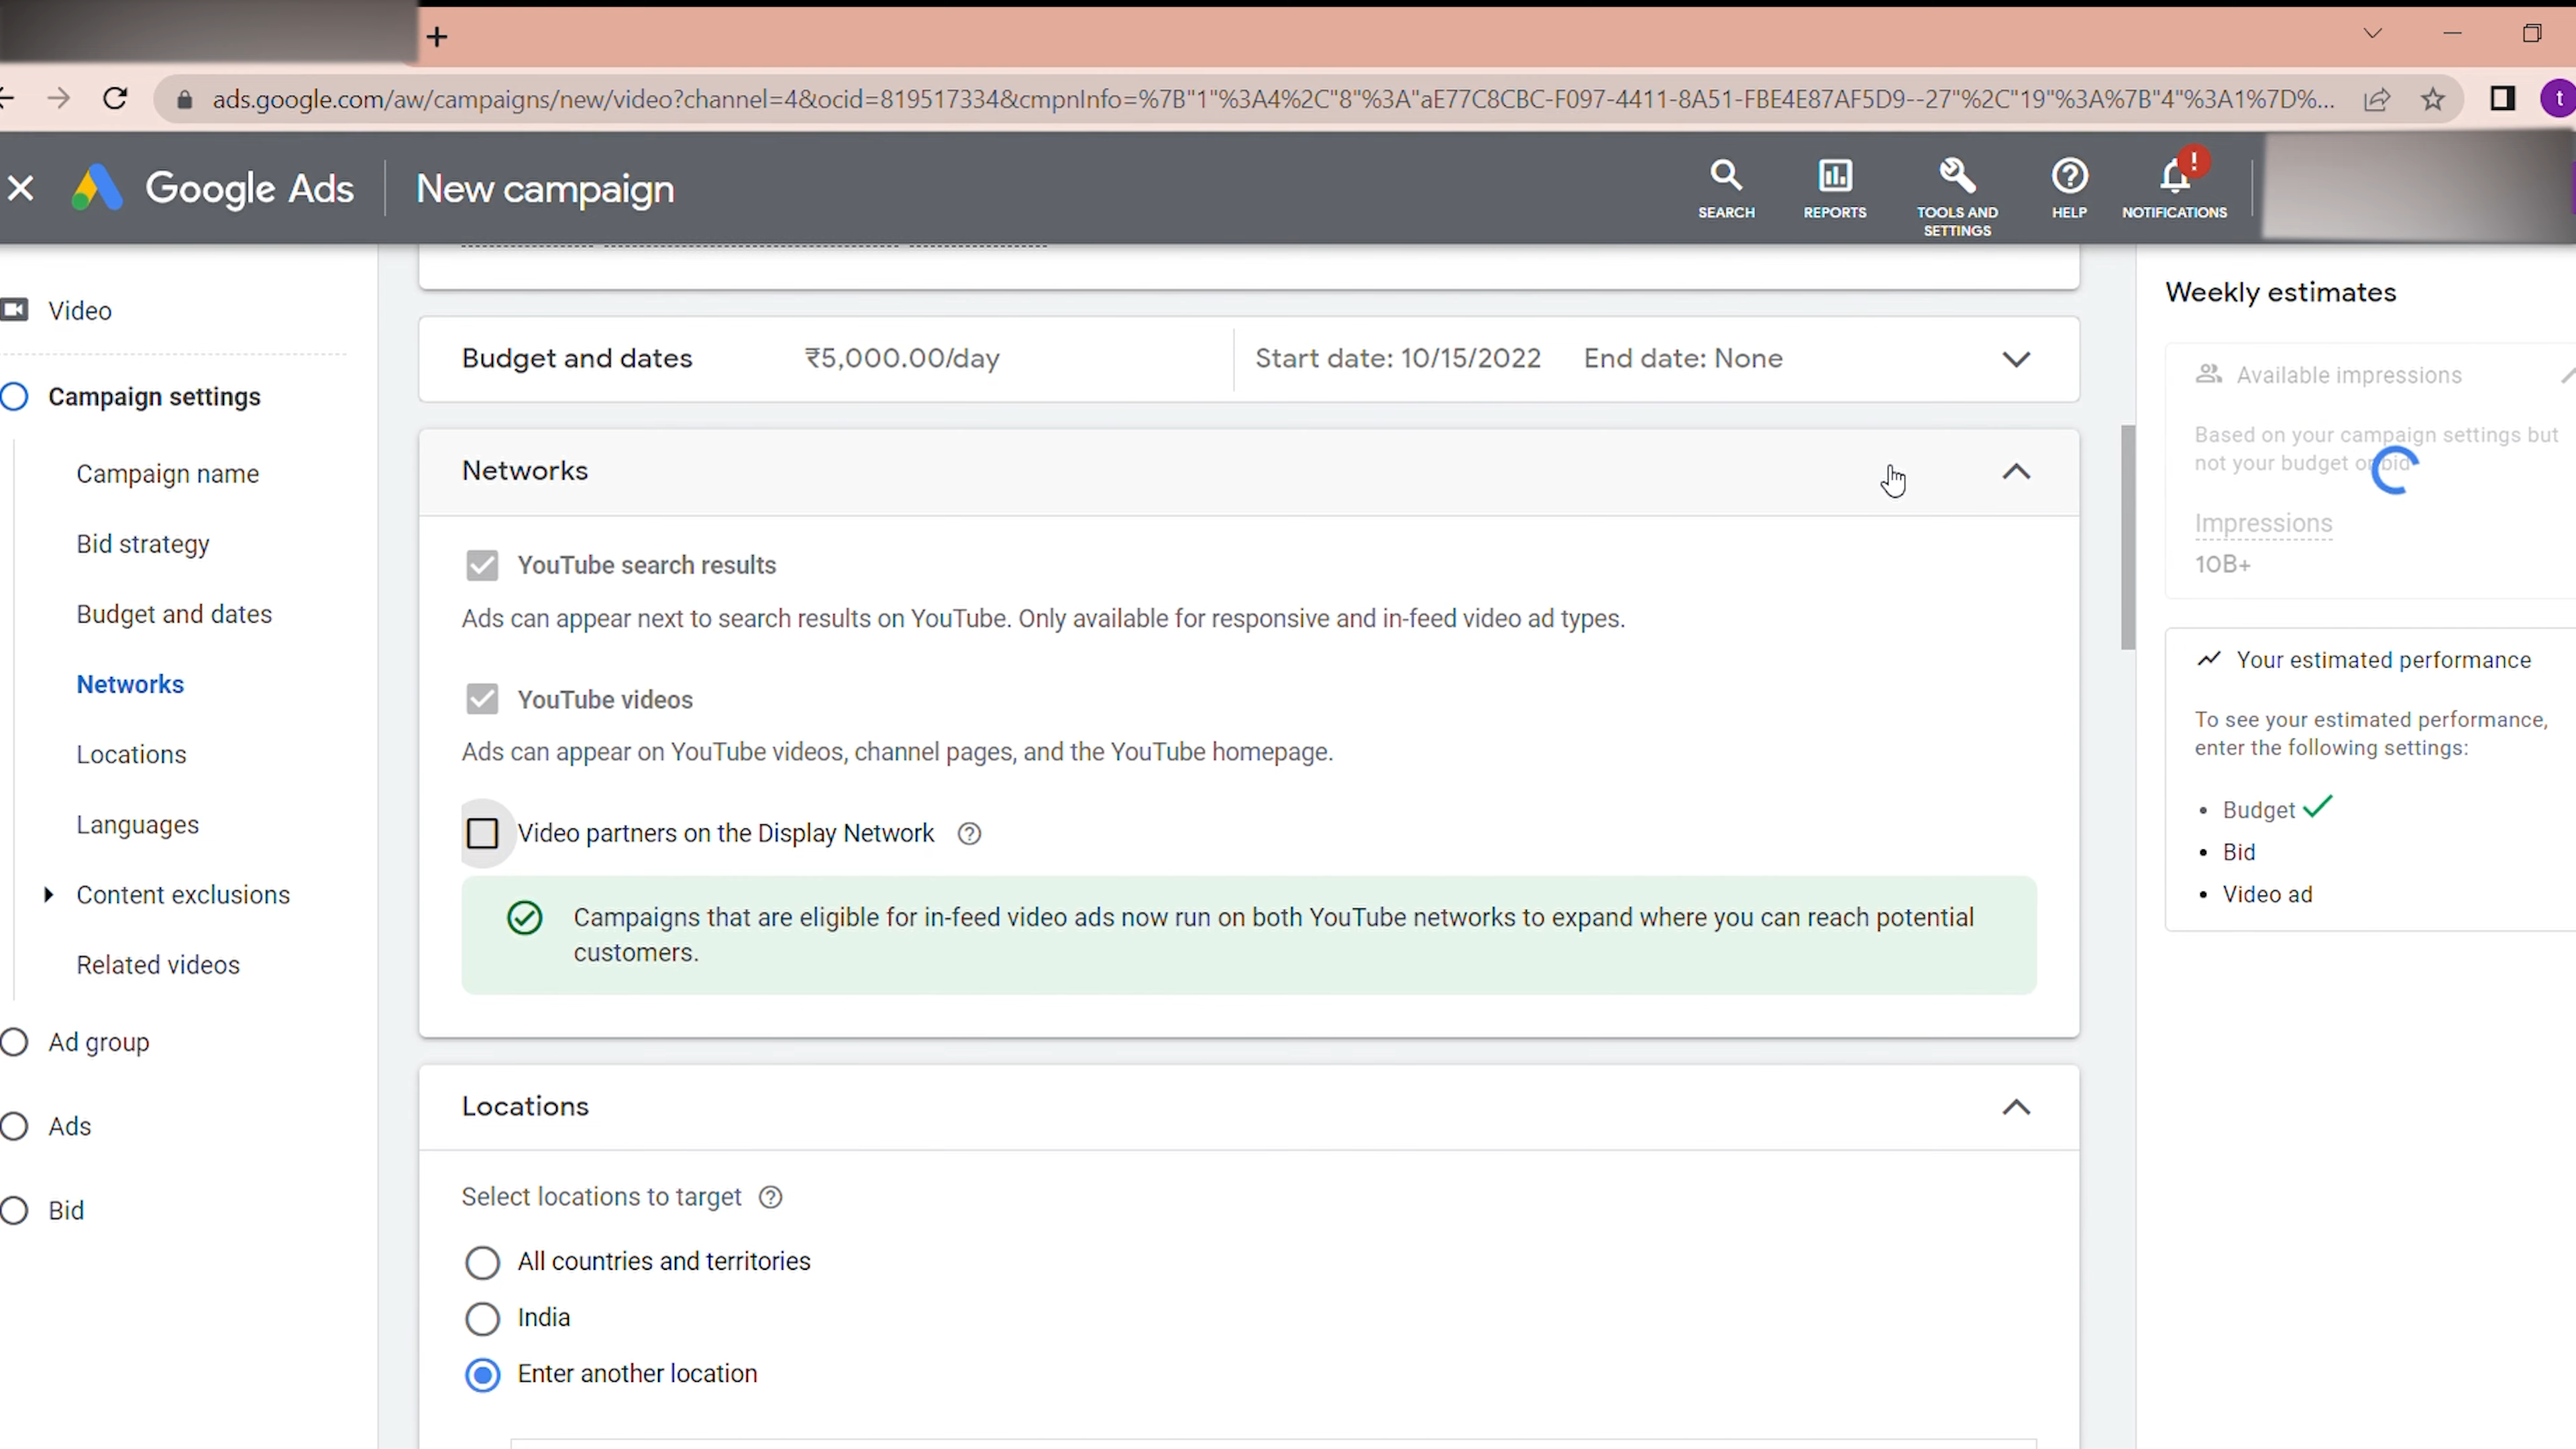 ads.google.com/aw/campaigns/new/video?channel=4&ocid=819517334&cmpnInfo=%7B"1"%3A4%2C"8"%3A"aE77C8CBC-F097-4411-8A51-FBE4E87AF5D9--27"%2C"19"%3A%7B"4"%3A1%7D%...
t
Google Ads
New campaign
SEARCH
REPORTS
TOOLS AND
SETTINGS
HELP
NOTIFICATIONS
Video
Campaign settings
Campaign name
Bid strategy
Budget and dates
Networks
Locations
Languages
Content exclusions
Related videos
Ad group
Ads
Bid
Budget and dates
₹5,000.00/day
Start date: 10/15/2022
End date: None
Networks
YouTube search results
Ads can appear next to search results on YouTube. Only available for responsive and in-feed video ad types.
YouTube videos
Ads can appear on YouTube videos, channel pages, and the YouTube homepage.
Video partners on the Display Network
Campaigns that are eligible for in-feed video ads now run on both YouTube networks to expand where you can reach potential
customers.
Locations
Select locations to target
All countries and territories
India
Enter another location
Weekly estimates
Available impressions
Based on your campaign settings but
not your budget or bid
Impressions
10B+
Your estimated performance
To see your estimated performance,
enter the following settings:
• Budget
• Bid
• Video ad